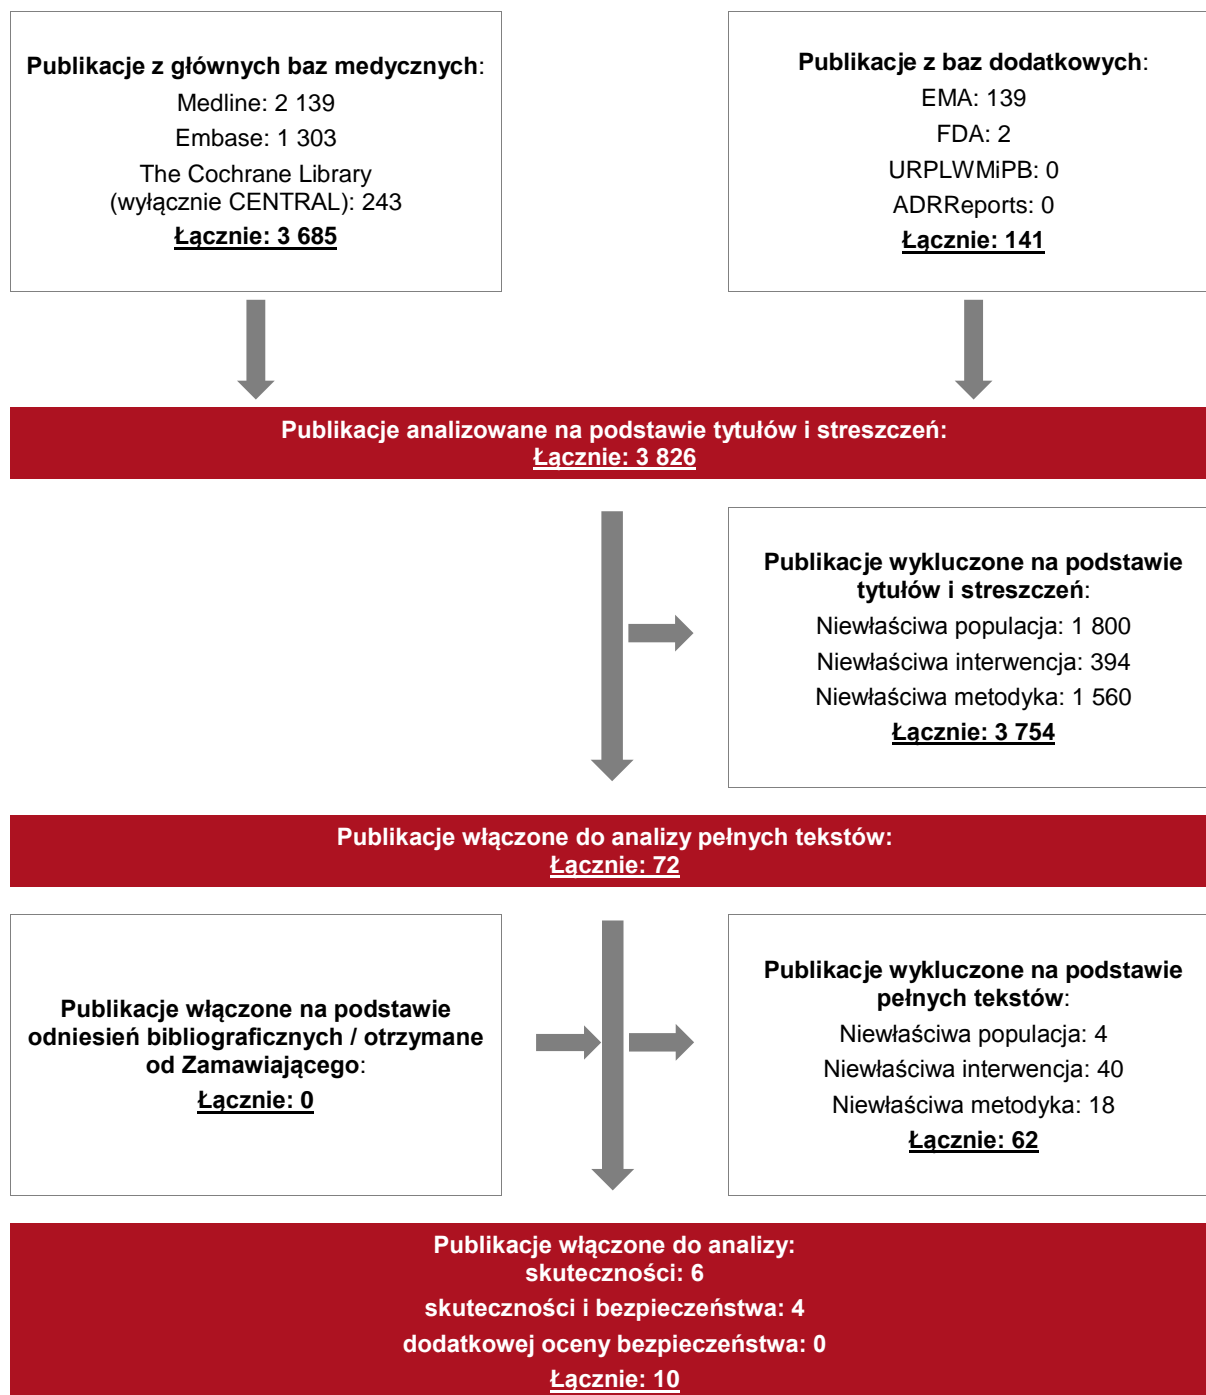 Publikacje z głównych baz medycznych:
Medline: 2 139
Embase: 1 303
The Cochrane Library
(wyłącznie CENTRAL): 243
Łącznie: 3 685
Publikacje z baz dodatkowych:
EMA: 139
FDA: 2
URPLWMiPB: 0
ADRReports: 0
Łącznie: 141
Publikacje analizowane na podstawie tytułów i streszczeń:
Łącznie: 3 826
Publikacje wykluczone na podstawie
tytułów i streszczeń:
Niewłaściwa populacja: 1 800
Niewłaściwa interwencja: 394
Niewłaściwa metodyka: 1 560
Łącznie: 3 754
Publikacje włączone do analizy pełnych tekstów:
Łącznie: 72
Publikacje włączone na podstawie
odniesień bibliograficznych / otrzymane
od Zamawiającego:
Łącznie: 0
Publikacje wykluczone na podstawie
pełnych tekstów:
Niewłaściwa populacja: 4
Niewłaściwa interwencja: 40
Niewłaściwa metodyka: 18
Łącznie: 62
Publikacje włączone do analizy:
skuteczności: 6
skuteczności i bezpieczeństwa: 4
dodatkowej oceny bezpieczeństwa: 0
Łącznie: 10